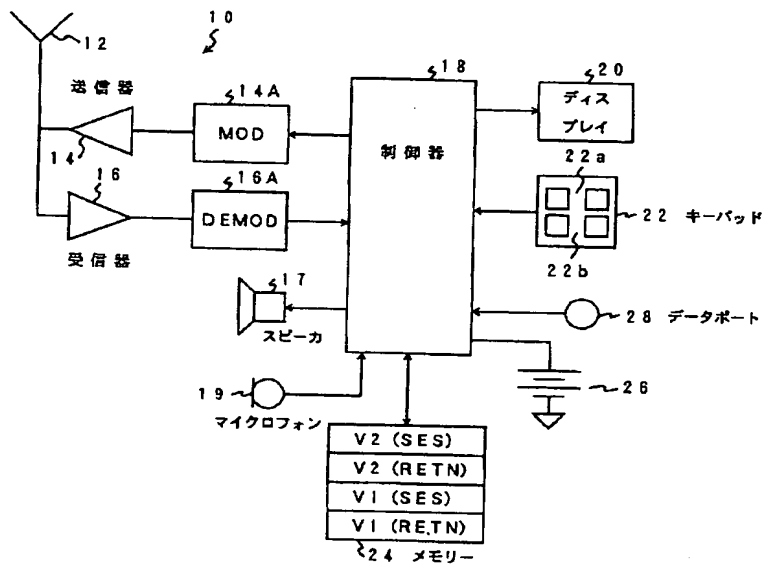 10
12
送信器
14
14A
MOD
16
受信器
16A
DEMOD
17
スピーカ
19
マイクロフォン
18
制御器
20
ディス
プレイ
22a
22 キーパッド
22b
28 データポート
26
V2 (SES)
V2 (RETN)
V1 (SES)
V1 (RE.TN)
24 メモリー